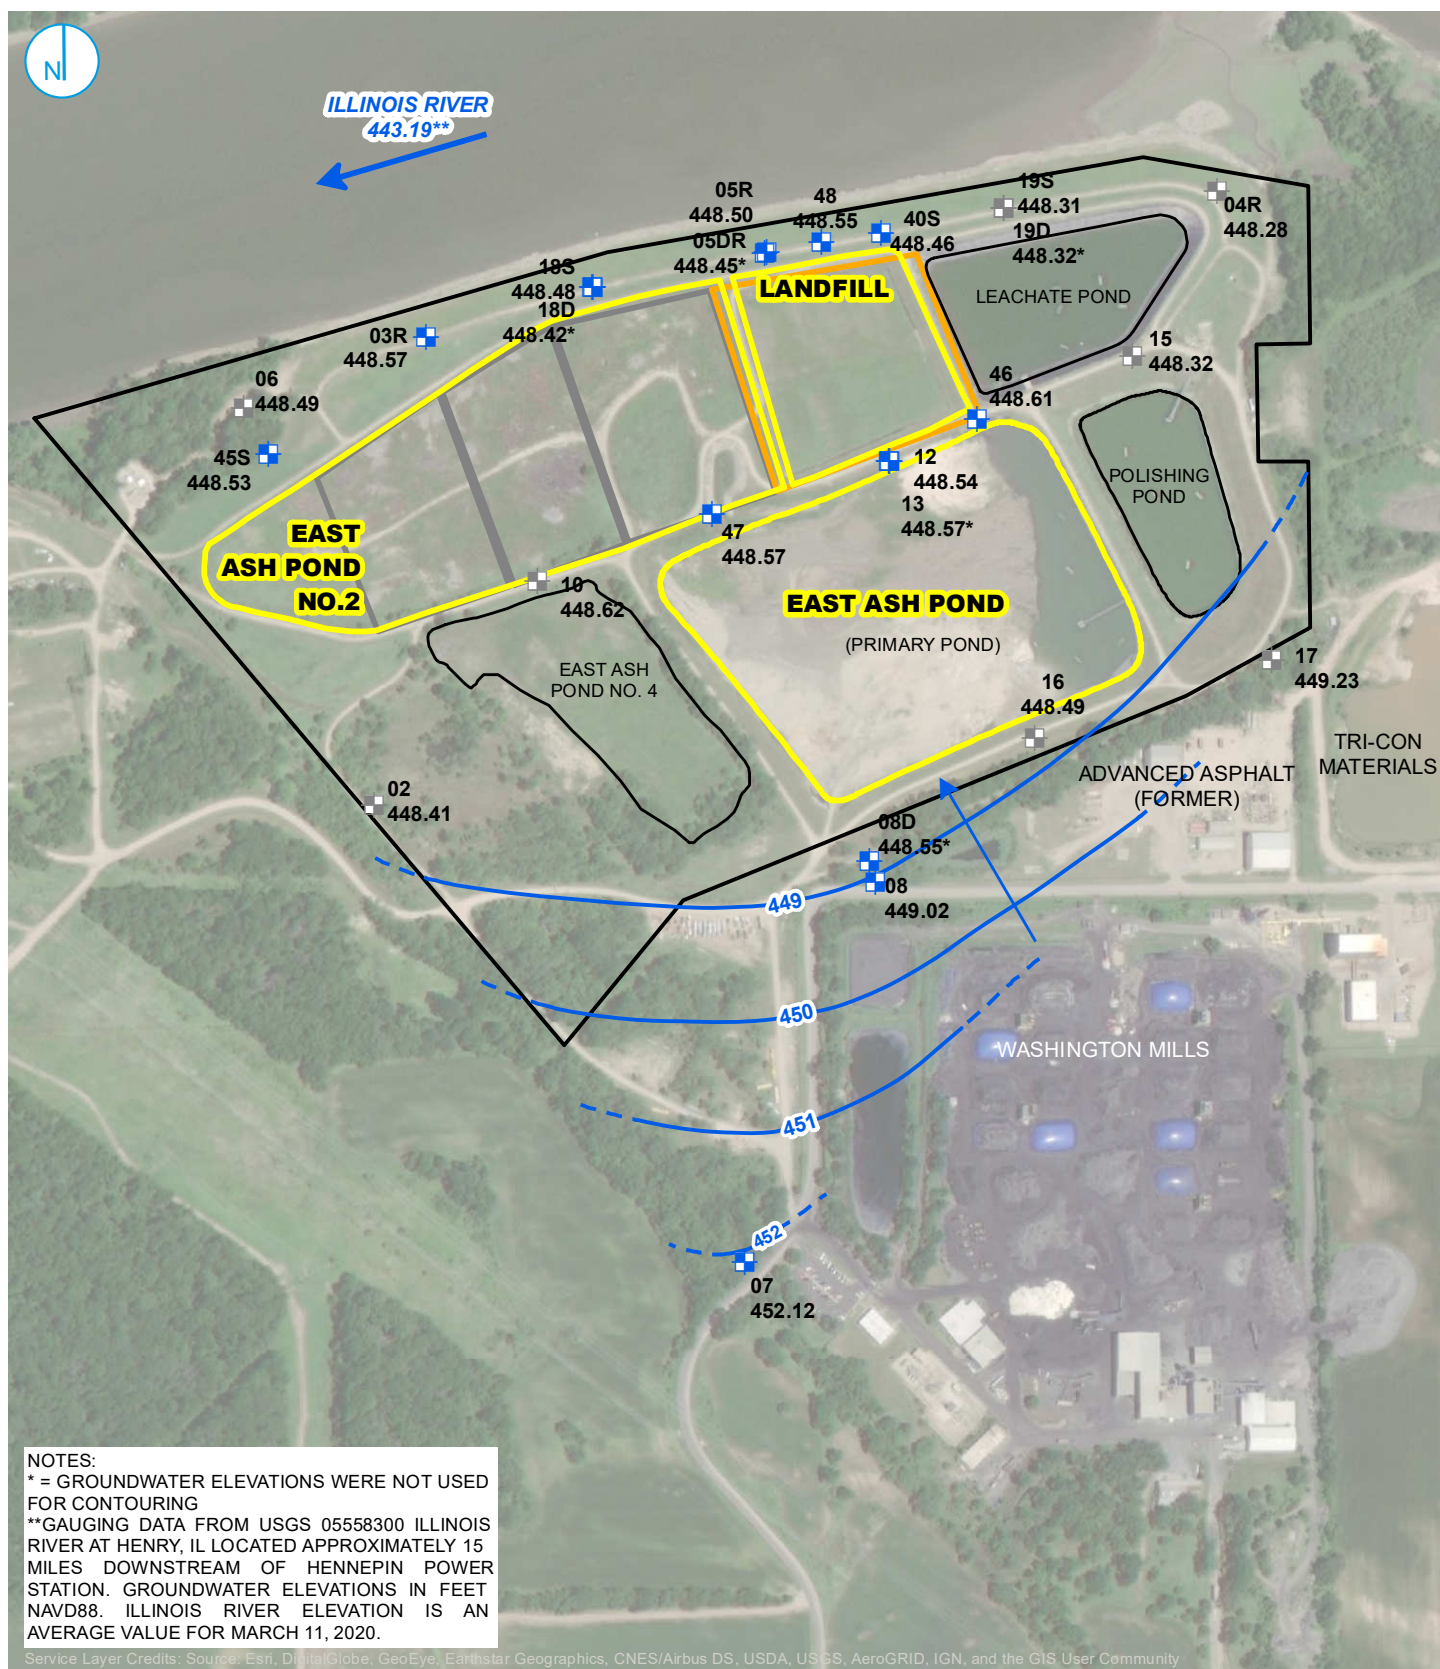 N
ILLINOIS RIVER
443.19**
05R
448.50
48
448.55
19S
448.31
04R
448.28
05DR
448.45*
40S
448.46
19D
448.32*
18S
448.48
LANDFILL
LEACHATE POND
18D
448.42*
03R
448.57
15
448.32
06
448.49
46
448.61
45S
448.53
12
448.54
POLISHING
POND
13
448.57*
EAST
ASH POND
NO.2
47
448.57
10
448.62
EAST ASH POND
(PRIMARY POND)
EAST ASH
POND NO. 4
17
449.23
16
448.49
TRI-CON
MATERIALS
ADVANCED ASPHALT
(FORMER)
02
448.41
08D
448.55*
08
449.02
449
450
WASHINGTON MILLS
451
452
07
452.12
NOTES:
* = GROUNDWATER ELEVATIONS WERE NOT USED
FOR CONTOURING
**GAUGING DATA FROM USGS 05558300 ILLINOIS
RIVER AT HENRY, IL LOCATED APPROXIMATELY 15
MILES DOWNSTREAM OF HENNEPIN POWER
STATION. GROUNDWATER ELEVATIONS IN FEET
NAVD88. ILLINOIS RIVER ELEVATION IS AN
AVERAGE VALUE FOR MARCH 11, 2020.
Service Layer Credits: Source: Esri, DigitalGlobe, GeoEye, Earthstar Geographics, CNES/Airbus DS, USDA, USGS, AeroGRID, IGN, and the GIS User Community